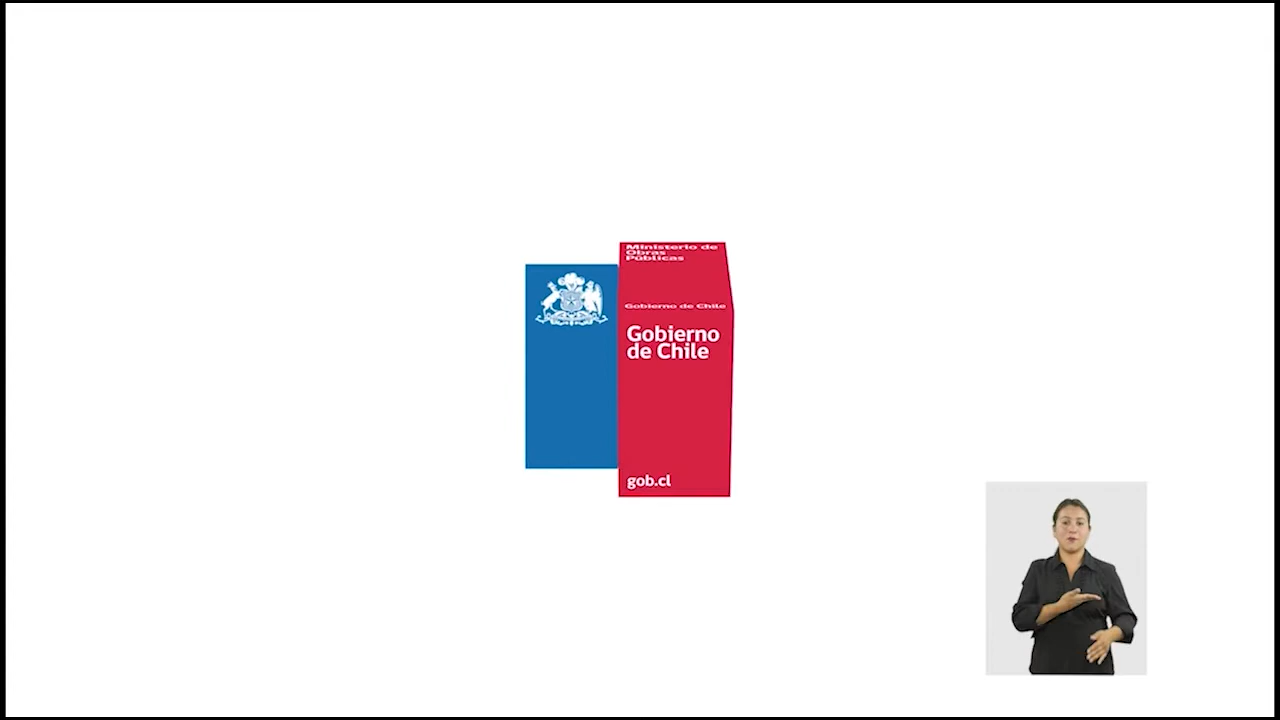 Ministerio de
Obras
Públicas
Gobierno de Chile
Gobierno
de Chile
gob.cl